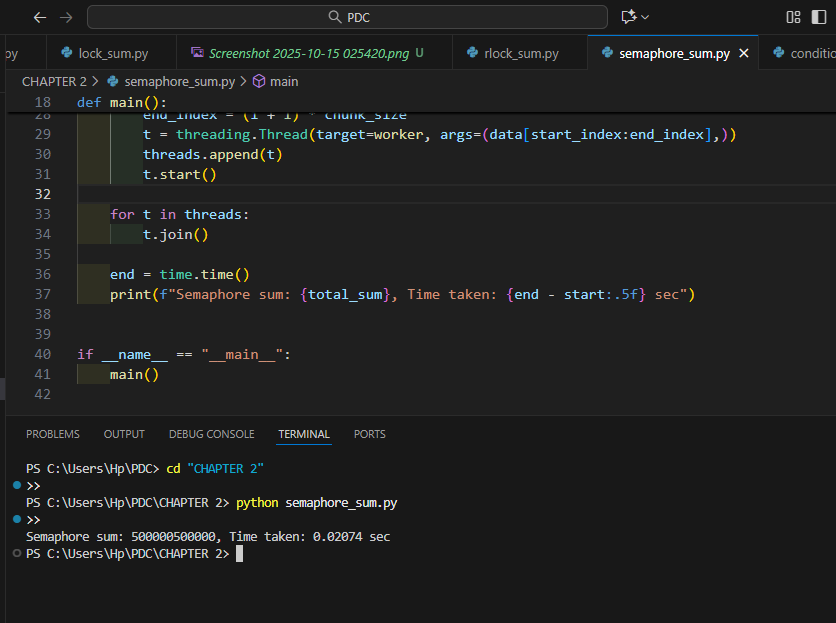 PDC
py
lock_sum.py
Screenshot 2025-10-15 025420.png U
rlock_sum.py
semaphore_sum.py
conditio
CHAPTER 2 > semaphore_sum.py > main
18 def main():
28 end_index = (i + 1) * chunk_size
29 t = threading.Thread(target=worker, args=(data[start_index:end_index],))
30 threads.append(t)
31 t.start()
32
33 for t in threads:
34 t.join()
35
36 end = time.time()
37 print(f"Semaphore sum: {total_sum}, Time taken: {end - start:.5f} sec")
38
39
40 if __name__ == "__main__":
41 main()
42
PROBLEMS OUTPUT DEBUG CONSOLE TERMINAL PORTS
PS C:\Users\Hp\PDC> cd "CHAPTER 2"
>>
PS C:\Users\Hp\PDC\CHAPTER 2> python semaphore_sum.py
>>
Semaphore sum: 500000500000, Time taken: 0.02074 sec
PS C:\Users\Hp\PDC\CHAPTER 2>